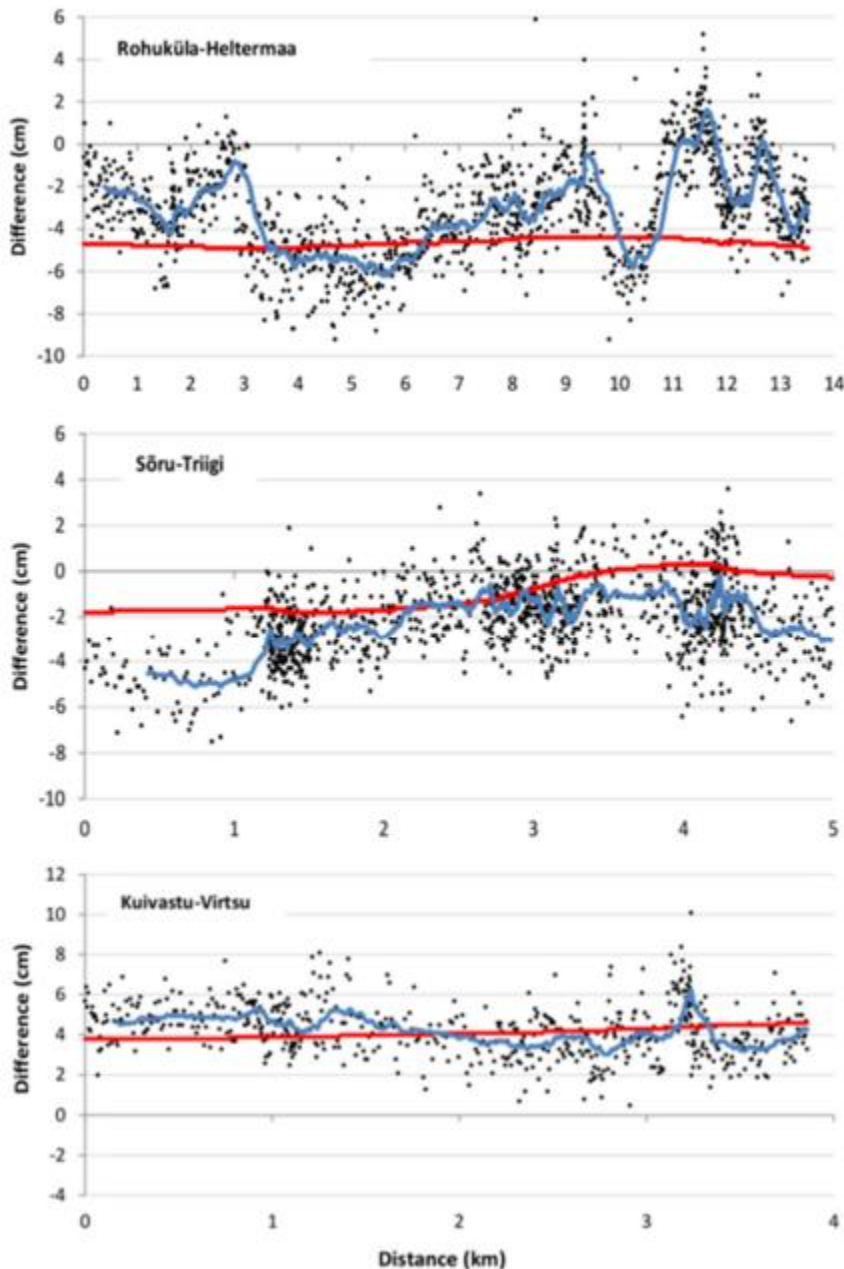 6
Rohuküla-Heltermaa
4
2
0
-2
-4
-6
-8
-10
Difference (cm)
0 1 2 3 4 5 6 7 8 9 10 11 12 13 14
6
Sõru-Triigi
4
2
0
-2
-4
-6
-8
-10
Difference (cm)
0 1 2 3 4 5
12
Kuivastu-Virtsu
10
8
6
4
2
0
-2
-4
Difference (cm)
0 1 2 3 4
Distance (km)